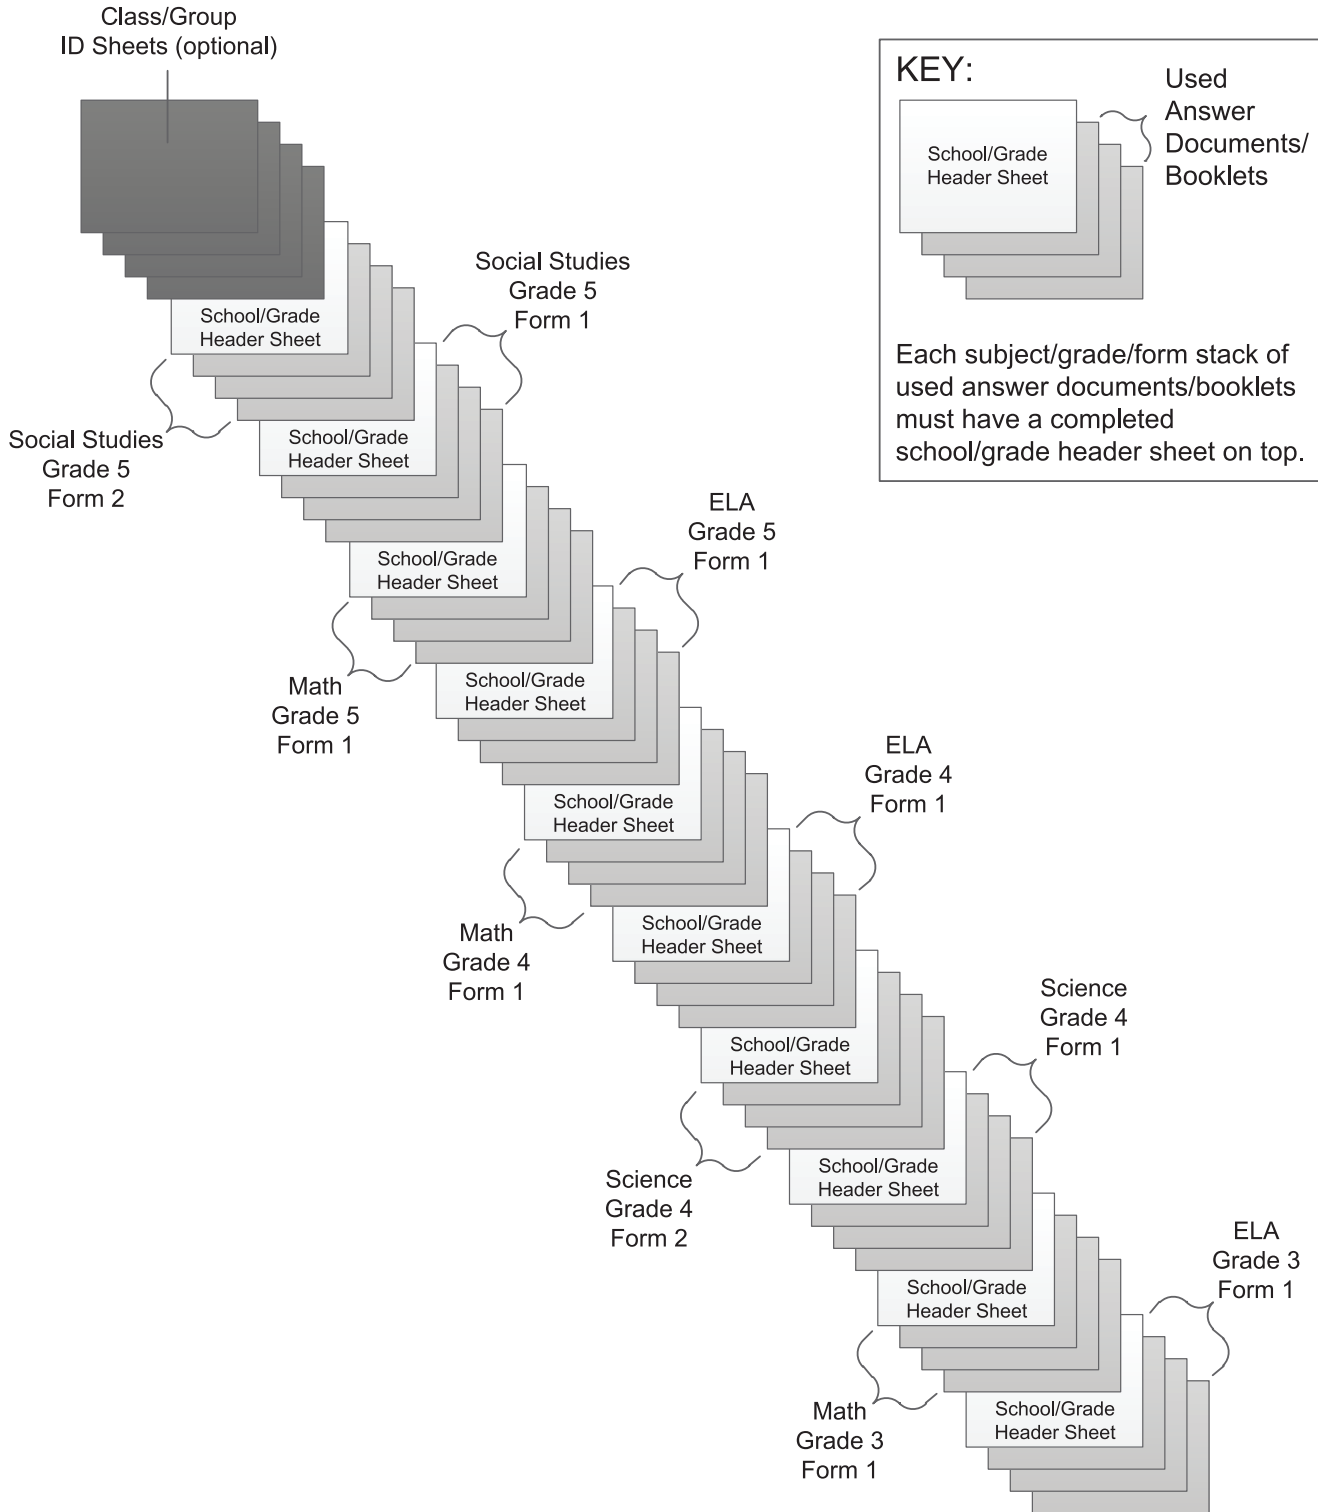 Class/Group
ID Sheets (optional)
KEY:
School/Grade
Header Sheet
Used
Answer
Documents/
Booklets
Each subject/grade/form stack of
used answer documents/booklets
must have a completed
school/grade header sheet on top.
School/Grade
Header Sheet
Social Studies
Grade 5
Form 2
Social Studies
Grade 5
Form 1
School/Grade
Header Sheet
School/Grade
Header Sheet
Math
Grade 5
Form 1
ELA
Grade 5
Form 1
School/Grade
Header Sheet
School/Grade
Header Sheet
Math
Grade 4
Form 1
ELA
Grade 4
Form 1
School/Grade
Header Sheet
School/Grade
Header Sheet
Science
Grade 4
Form 2
Science
Grade 4
Form 1
School/Grade
Header Sheet
School/Grade
Header Sheet
Math
Grade 3
Form 1
ELA
Grade 3
Form 1
School/Grade
Header Sheet